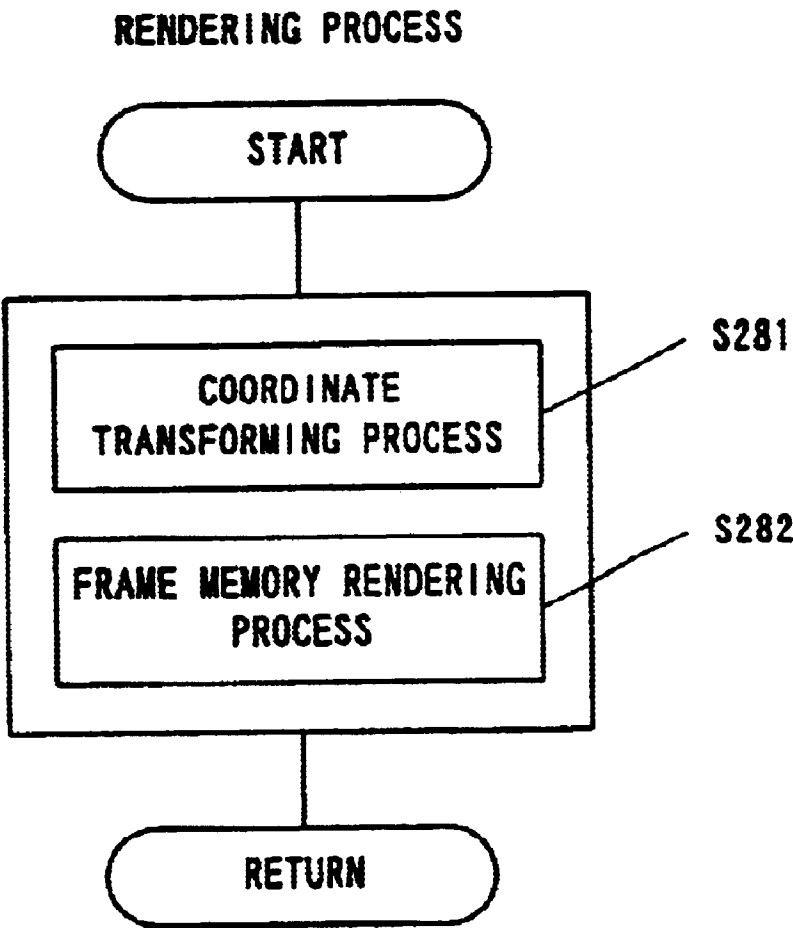 RENDERING PROCESS
START
S281
COORDINATE
TRANSFORMING PROCESS
S282
FRAME MEMORY RENDERING
PROCESS
RETURN